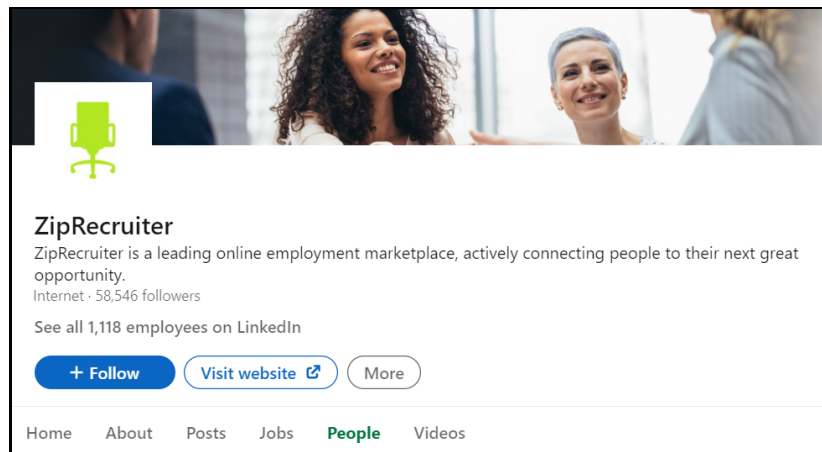 ZipRecruiter
ZipRecruiter is a leading online employment marketplace, actively connecting people to their next great
opportunity.
Internet · 58,546 followers
See all 1,118 employees on LinkedIn
+ Follow Visit website More
Home About Posts Jobs People Videos